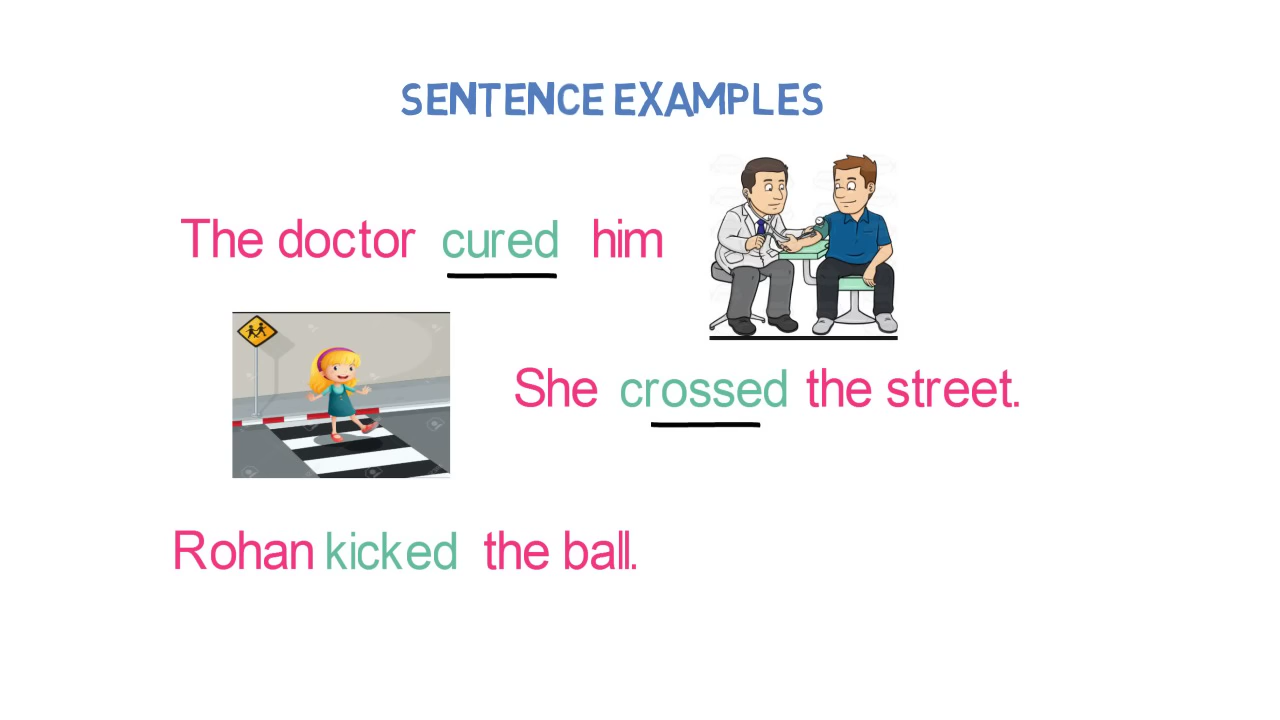 SENTENCE EXAMPLES
The doctor cured him
She crossed the street.
Rohan kicked the ball.